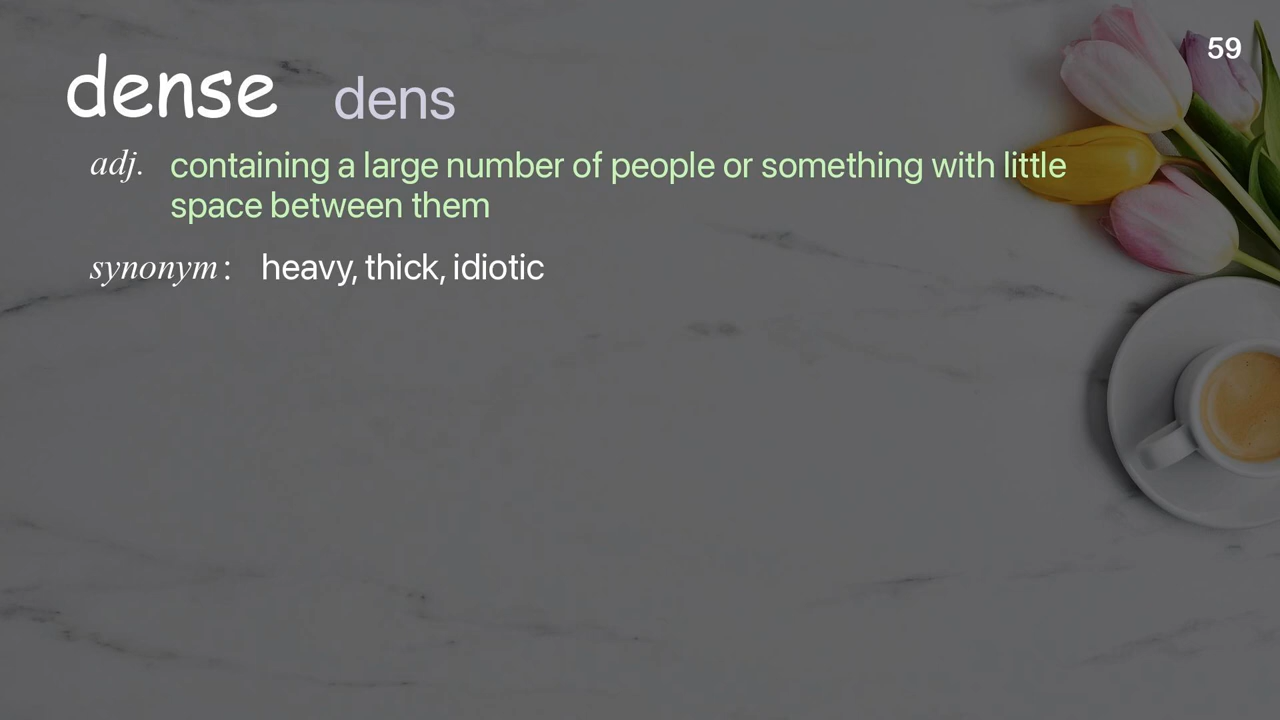 59
dense dens
adj. containing a large number of people or something with little
space between them
synonym: heavy, thick, idiotic